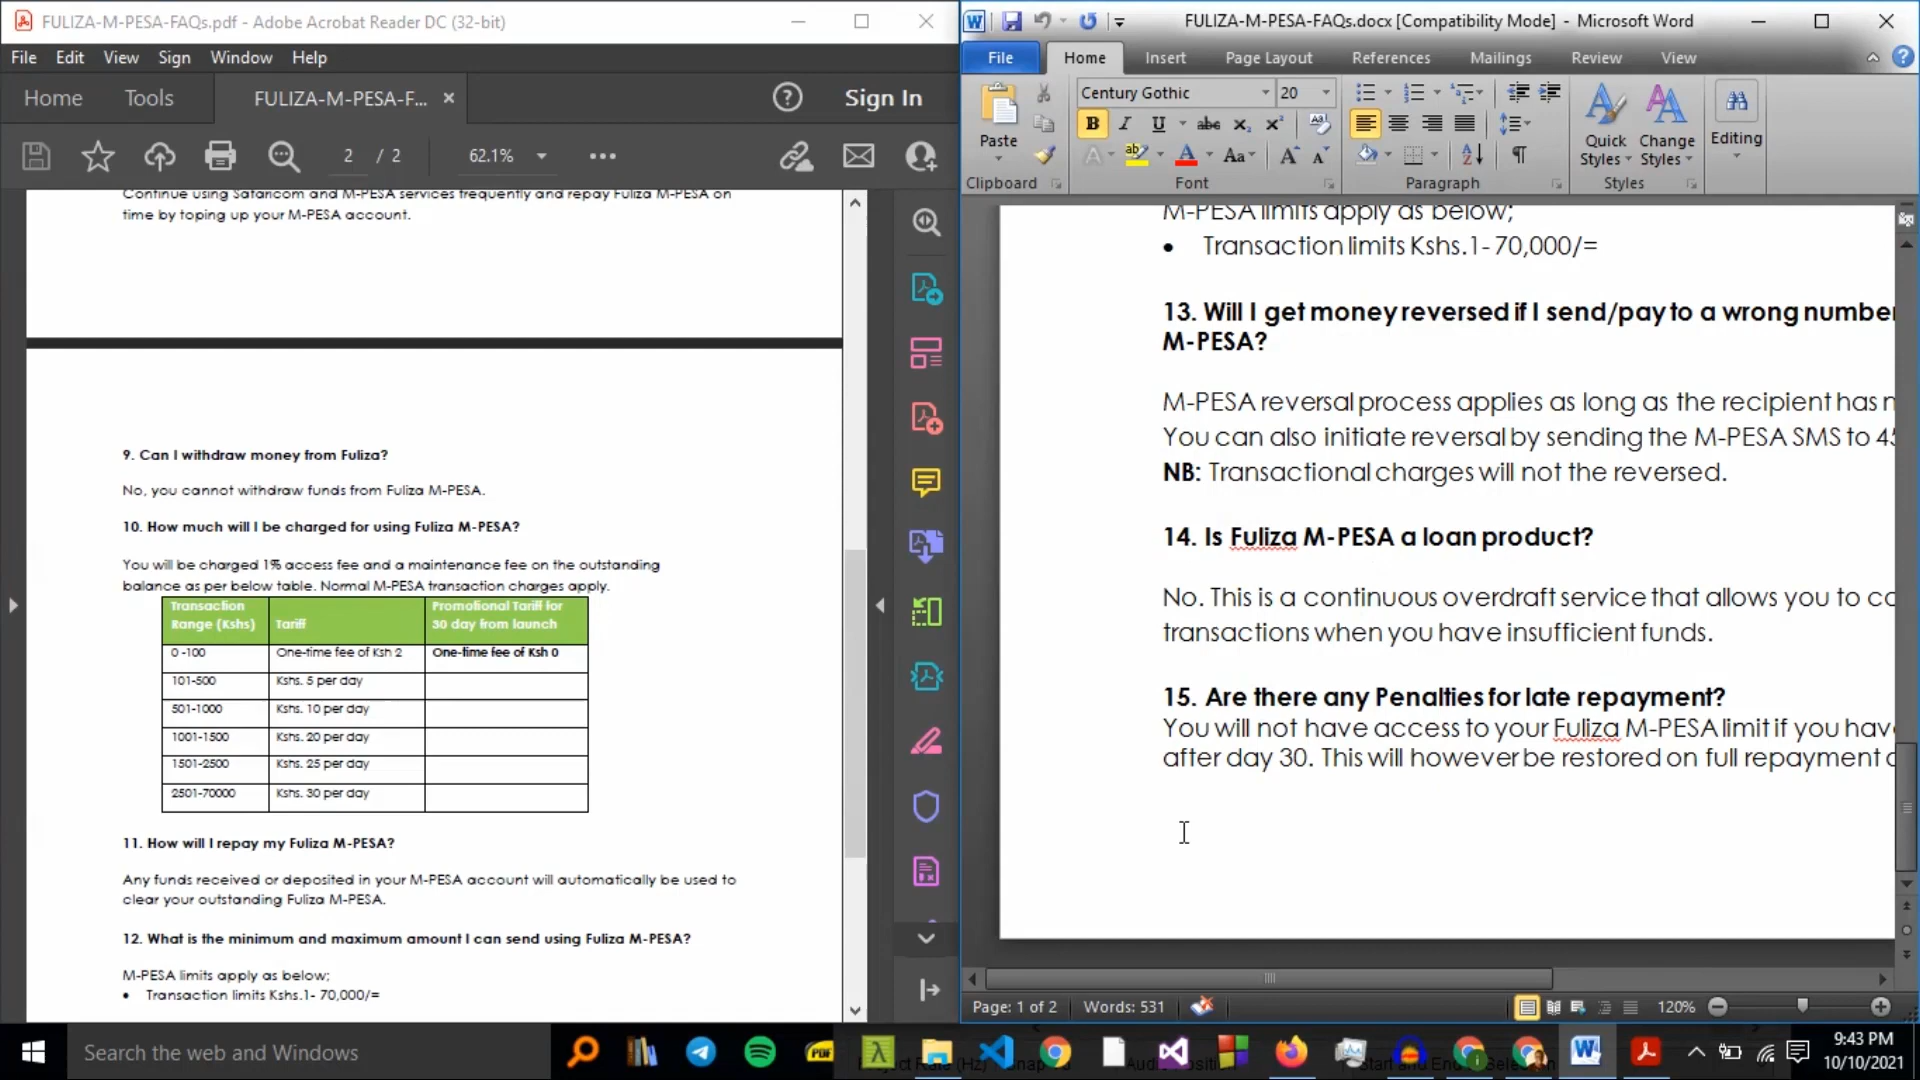 FULIZA-M-PESA-FAQs.pdf - Adobe Acrobat Reader DC (32-bit)
File Edit View Sign Window Help
Home Tools FULIZA-M-PESA-F... Sign In
2 / 2 62.1%
Continue using Safaricom and M-PESA services frequently and repay Fuliza M-PESA on
time by toping up your M-PESA account.
9. Can I withdraw money from Fuliza?
No, you cannot withdraw funds from Fuliza M-PESA.
10. How much will I be charged for using Fuliza M-PESA?
You will be charged 1% access fee and a maintenance fee on the outstanding
balance as per below table. Normal M-PESA transaction charges apply.
Transaction Range (Kshs) Tariff Promotional Tariff for 30 day from launch
0 -100 One-time fee of Ksh 2 One-time fee of Ksh 0
101-500 Kshs. 5 per day
501-1000 Kshs. 10 per day
1001-1500 Kshs. 20 per day
1501-2500 Kshs. 25 per day
2501-70000 Kshs. 30 per day
11. How will I repay my Fuliza M-PESA?
Any funds received or deposited in your M-PESA account will automatically be used to
clear your outstanding Fuliza M-PESA.
12. What is the minimum and maximum amount I can send using Fuliza M-PESA?
M-PESA limits apply as below;
• Transaction limits Kshs.1- 70,000/=
FULIZA-M-PESA-FAQs.docx [Compatibility Mode] - Microsoft Word
File Home Insert Page Layout References Mailings Review View
Century Gothic 20
Paste Quick Styles Change Styles Editing
Clipboard Font Paragraph Styles
M-PESA limits apply as below;
• Transaction limits Kshs.1- 70,000/=
13. Will I get money reversed if I send/pay to a wrong number
M-PESA?
M-PESA reversal process applies as long as the recipient has
You can also initiate reversal by sending the M-PESA SMS to
NB: Transactional charges will not the reversed.
14. Is Fuliza M-PESA a loan product?
No. This is a continuous overdraft service that allows you to
transactions when you have insufficient funds.
15. Are there any Penalties for late repayment?
You will not have access to your Fuliza M-PESA limit if you
after day 30. This will however be restored on full repayment
Page: 1 of 2 Words: 531 120%
Search the web and Windows
9:43 PM
10/10/2021